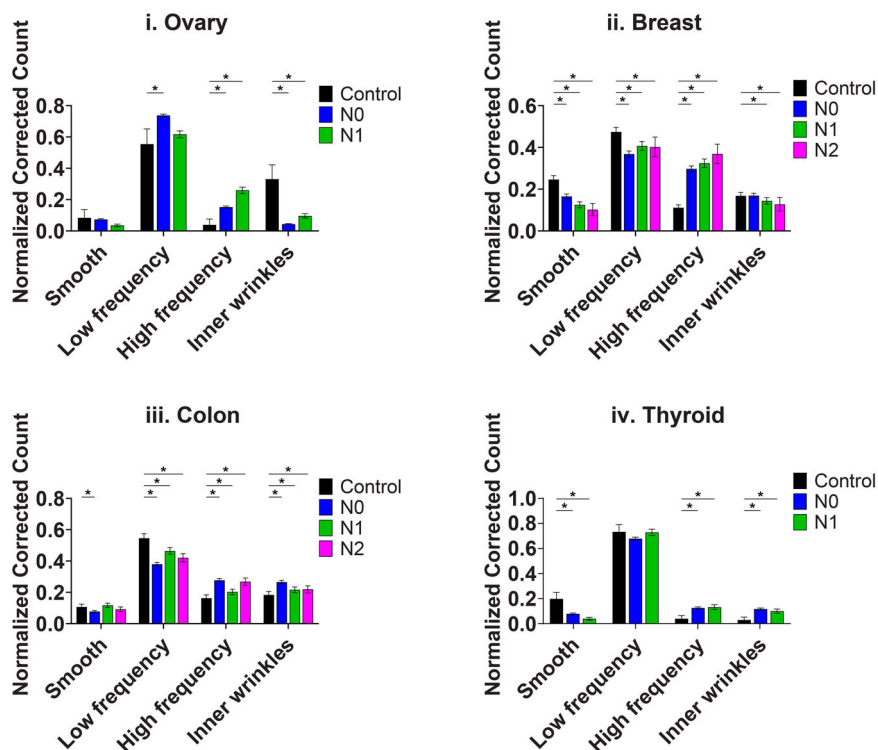 i. Ovary
Normalized Corrected Count
* * * * *
0.8
0.6
0.4
0.2
0.0
Smooth
Low frequency
High frequency
Inner wrinkles
Control
N0
N1
ii. Breast
Normalized Corrected Count
* * * * * * * * * * *
0.6
0.4
0.2
0.0
Smooth
Low frequency
High frequency
Inner wrinkles
Control
N0
N1
N2
iii. Colon
Normalized Corrected Count
* * * * * * * * * *
0.8
0.6
0.4
0.2
0.0
Smooth
Low frequency
High frequency
Inner wrinkles
Control
N0
N1
N2
iv. Thyroid
Normalized Corrected Count
* * * * * *
1.0
0.8
0.6
0.4
0.2
0.0
Smooth
Low frequency
High frequency
Inner wrinkles
Control
N0
N1